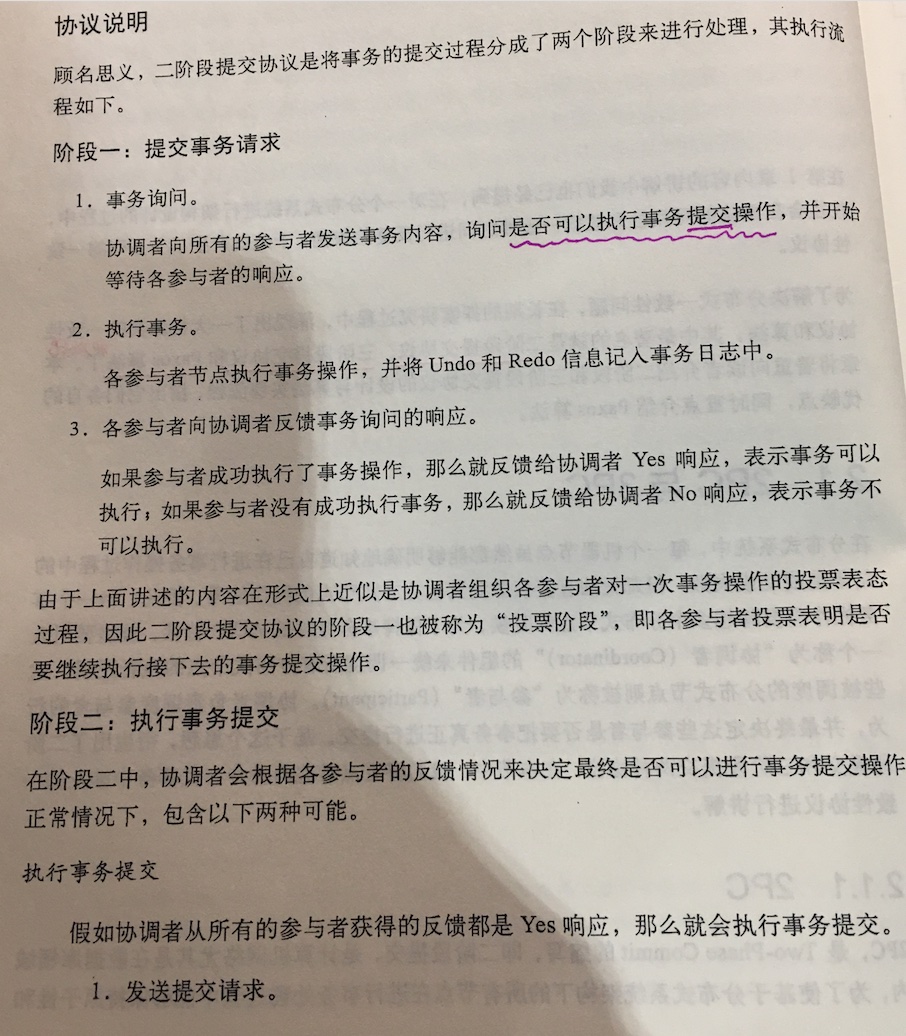 协议说明
顾名思义，二阶段提交协议是将事务的提交过程分成了两个阶段来进行处理，其执行流
程如下。
阶段一：提交事务请求
1．事务询问。
协调者向所有的参与者发送事务内容，询问是否可以执行事务提交操作，并开始
等待各参与者的响应。
2．执行事务。
各参与者节点执行事务操作，并将 Undo 和 Redo 信息记入事务日志中。
3．各参与者向协调者反馈事务询问的响应。
如果参与者成功执行了事务操作，那么就反馈给协调者 Yes 响应，表示事务可以
执行；如果参与者没有成功执行事务，那么就反馈给协调者 No 响应，表示事务不
可以执行。
由于上面讲述的内容在形式上近似是协调者组织各参与者对一次事务操作的投票表态
过程，因此二阶段提交协议的阶段一也被称为“投票阶段”，即各参与者投票表明是否
要继续执行接下去的事务提交操作。
阶段二：执行事务提交
在阶段二中，协调者会根据各参与者的反馈情况来决定最终是否可以进行事务提交操作
正常情况下，包含以下两种可能。
执行事务提交
假如协调者从所有的参与者获得的反馈都是 Yes 响应，那么就会执行事务提交。
1．发送提交请求。